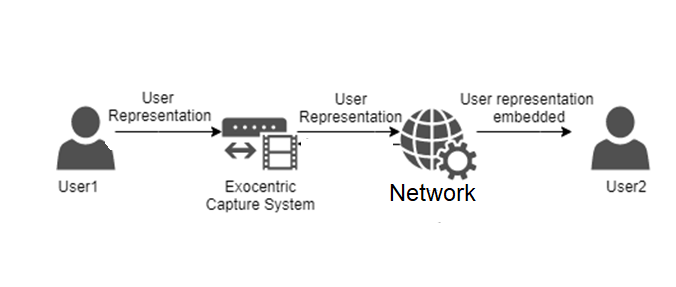 User
Representation
User
Representation
User representation
embedded
User1
Exocentric
Capture System
Network
User2